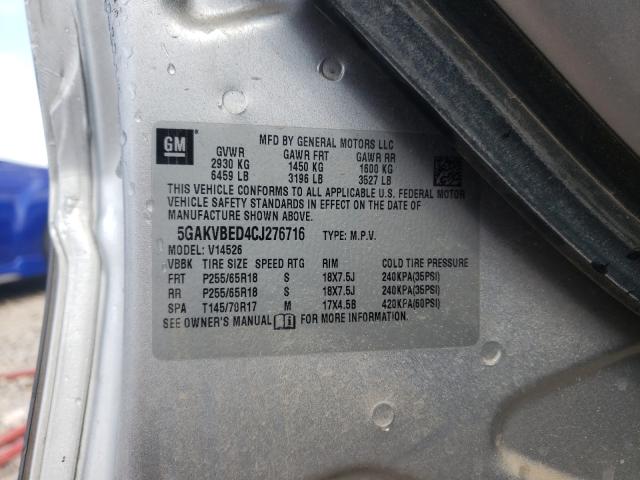 GM
MFD BY GENERAL MOTORS LLC
GVWR GAWR FRT GAWR RR
2930 KG 1450 KG 1600 KG
6459 LB 3196 LB 3527 LB
THIS VEHICLE CONFORMS TO ALL APPLICABLE U.S. FEDERAL MOTOR
VEHICLE SAFETY STANDARDS IN EFFECT ON THE DATE OF
MANUFACTURE SHOWN ABOVE.
5GAKVBED4CJ276716 TYPE: M.P.V.
MODEL: V14526
VBBK TIRE SIZE SPEED RTG RIM COLD TIRE PRESSURE
FRT P255/65R18 S 18X7.5J 240KPA(35PSI)
RR P255/65R18 S 18X7.5J 240KPA(35PSI)
SPA T145/70R17 M 17X4.5B 420KPA(60PSI)
SEE OWNER'S MANUAL FOR MORE INFORMATION.